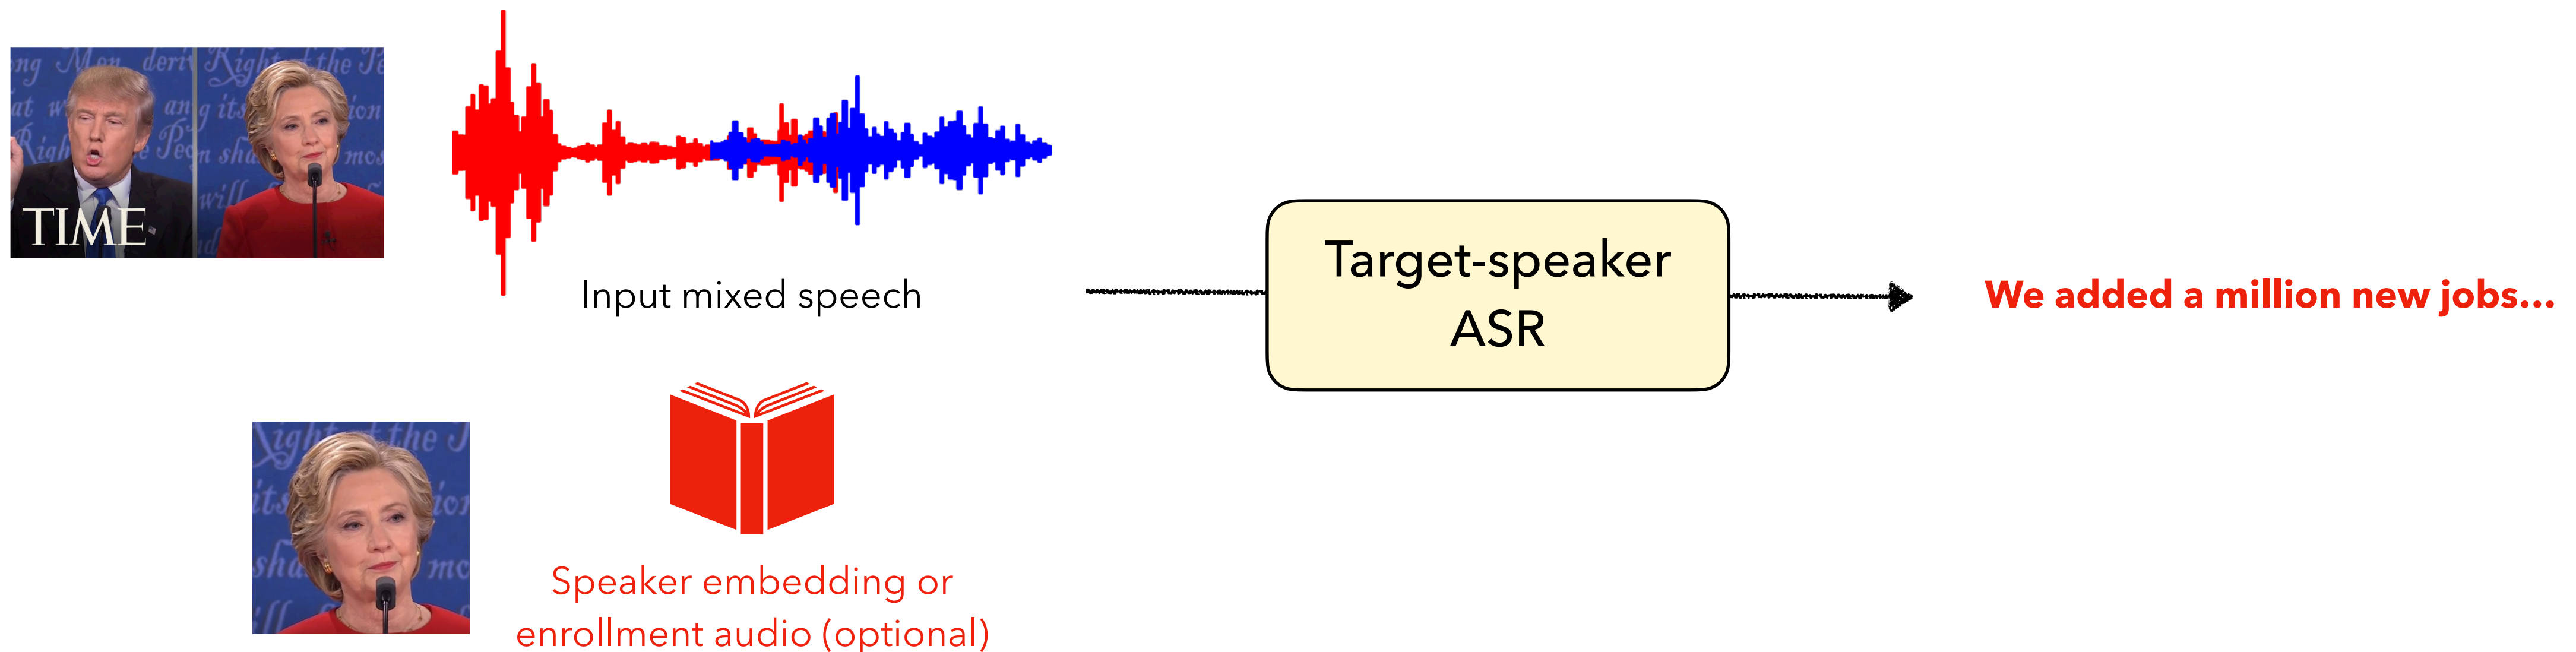 TIME
Input mixed speech
Target-speaker
ASR
We added a million new jobs...
Speaker embedding or
enrollment audio (optional)